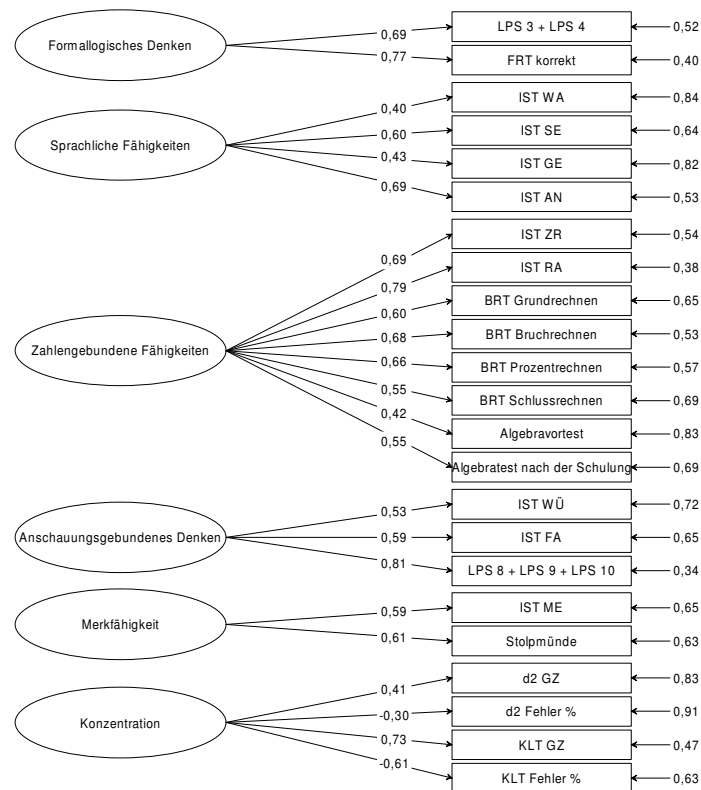 Formallogisches Denken
0,69
0,77
LPS 3 + LPS 4
0,52
FRT korrekt
0,40
Sprachliche Fähigkeiten
0,40
0,60
0,43
0,69
IST WA
0,84
IST SE
0,64
IST GE
0,82
IST AN
0,53
Zahlengebundene Fähigkeiten
0,69
0,79
0,60
0,68
0,66
0,55
0,42
0,55
IST ZR
0,54
IST RA
0,38
BRT Grundrechnen
0,65
BRT Bruchrechnen
0,53
BRT Prozentrechnen
0,57
BRT Schlussrechnen
0,69
Algebravortest
0,83
Algebratest nach der Schulung
0,69
Anschauungsgebundenes Denken
0,53
0,59
0,81
IST WÜ
0,72
IST FA
0,65
LPS 8 + LPS 9 + LPS 10
0,34
Merkfähigkeit
0,59
0,61
IST ME
0,65
Stolpmünde
0,63
Konzentration
0,41
-0,30
0,73
-0,61
d2 GZ
0,83
d2 Fehler %
0,91
KLT GZ
0,47
KLT Fehler %
0,63